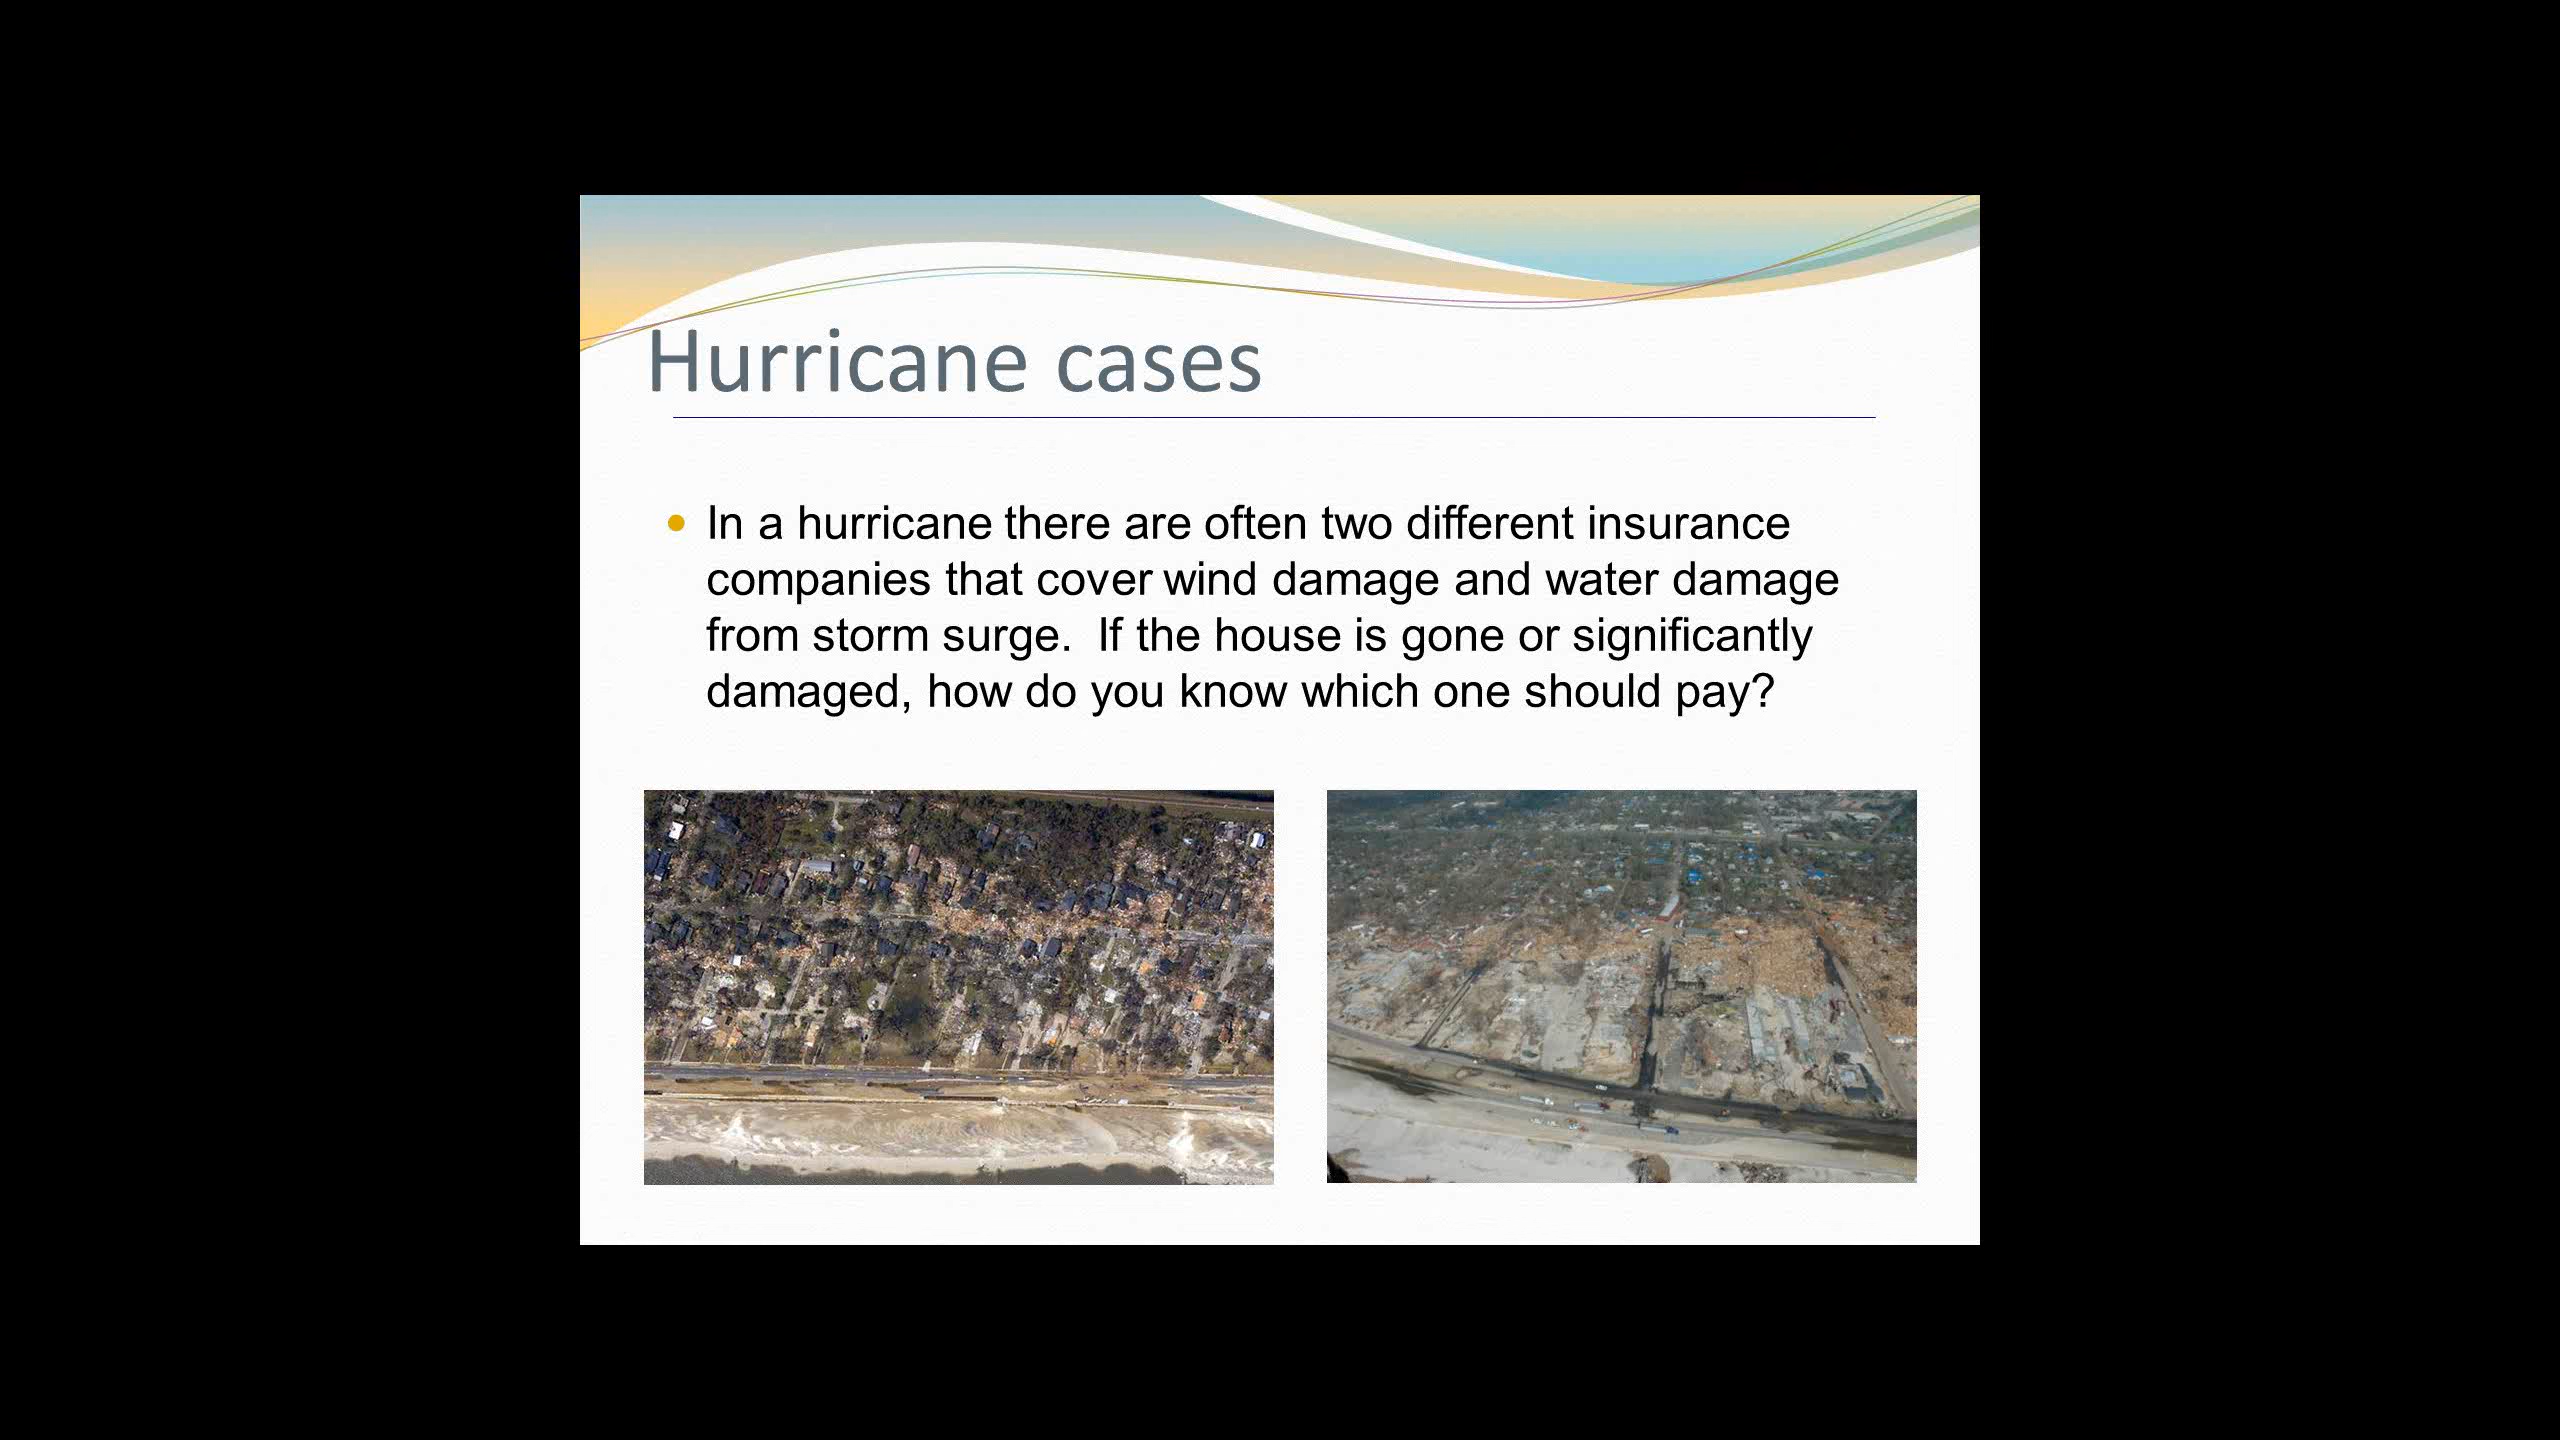 Hurricane cases
In a hurricane there are often two different insurance
companies that cover wind damage and water damage
from storm surge.  If the house is gone or significantly
damaged, how do you know which one should pay?